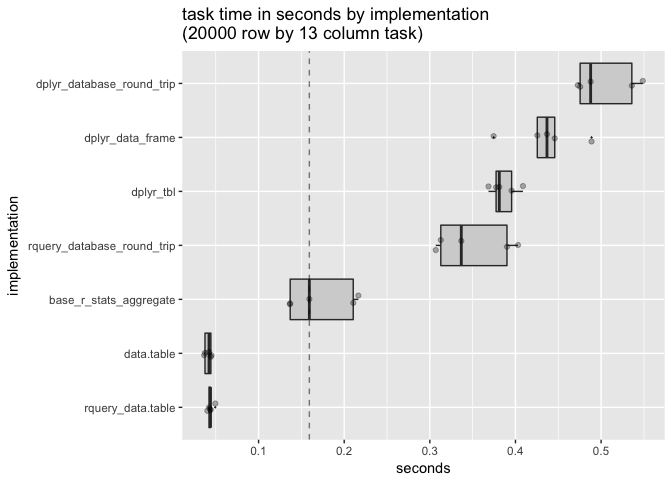 task time in seconds by implementation
(20000 row by 13 column task)
implementation
dplyr_database_round_trip
dplyr_data_frame
dplyr_tbl
rquery_database_round_trip
base_r_stats_aggregate
data.table
rquery_data.table
0.1 0.2 0.3 0.4 0.5
seconds